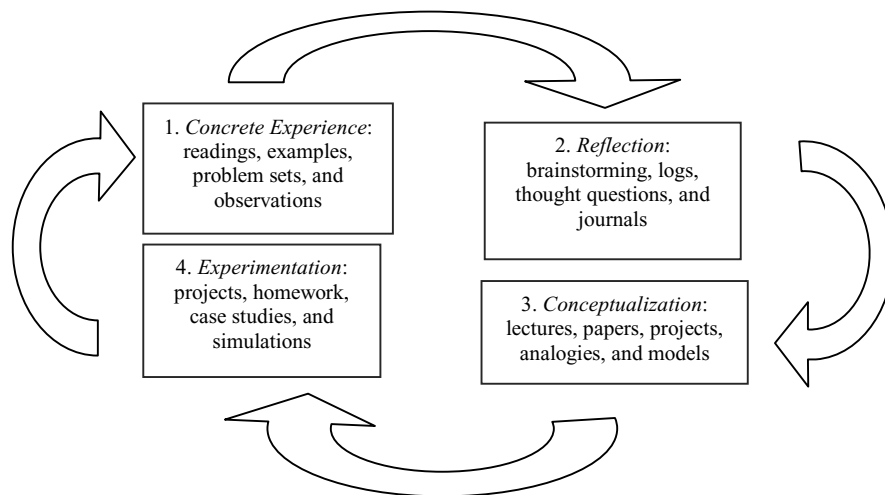 1. Concrete Experience:
readings, examples,
problem sets, and
observations
2. Reflection:
brainstorming, logs,
thought questions, and
journals
3. Conceptualization:
lectures, papers, projects,
analogies, and models
4. Experimentation:
projects, homework,
case studies, and
simulations